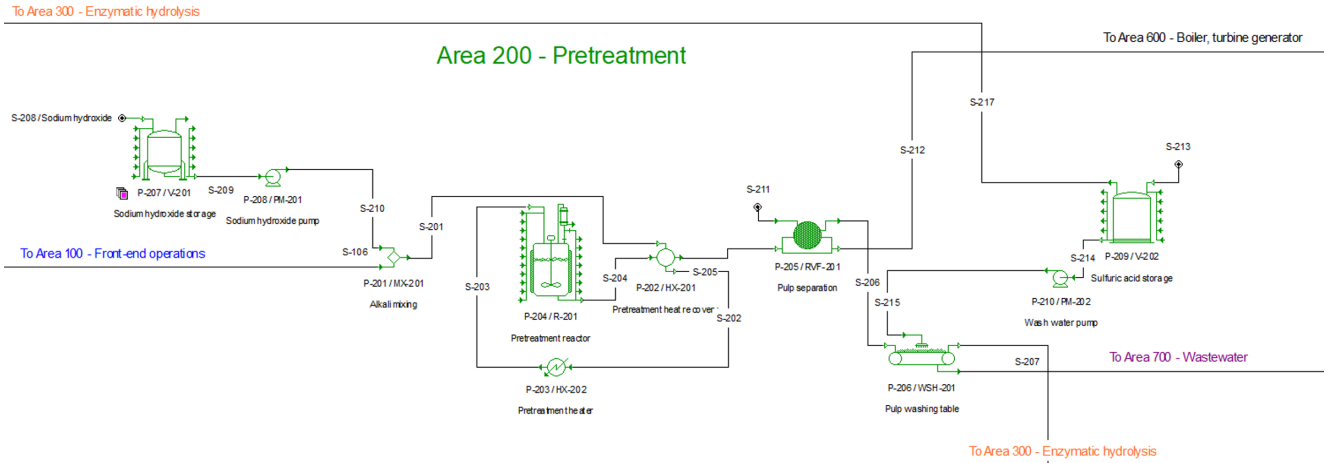 To Area 300 - Enzymatic hydrolysis
To Area 600 - Boiler, turbine generator
Area 200 - Pretreatment
S-217
S-208 / Sodium hydroxide
S-212
S-213
P-207 / V-201
S-209
P-208 / PM-201
S-211
Sodium hydroxide storage
Sodium hydroxide pump
S-210
S-201
To Area 100 - Front-end operations
S-106
P-201 / MX-201
Alkali mixing
S-203
S-204
S-205
P-202 / HX-201
Pretreatment heat recovery
S-202
P-204 / R-201
Pretreatment reactor
P-205 / RVF-201
Pulp separation
S-206
S-215
P-209 / V-202
S-214
Sulfuric acid storage
P-210 / PM-202
Wash water pump
P-203 / HX-202
Pretreatment heater
P-206 / WSH-201
Pulp washing table
S-207
To Area 700 - Wastewater
To Area 300 - Enzymatic hydrolysis